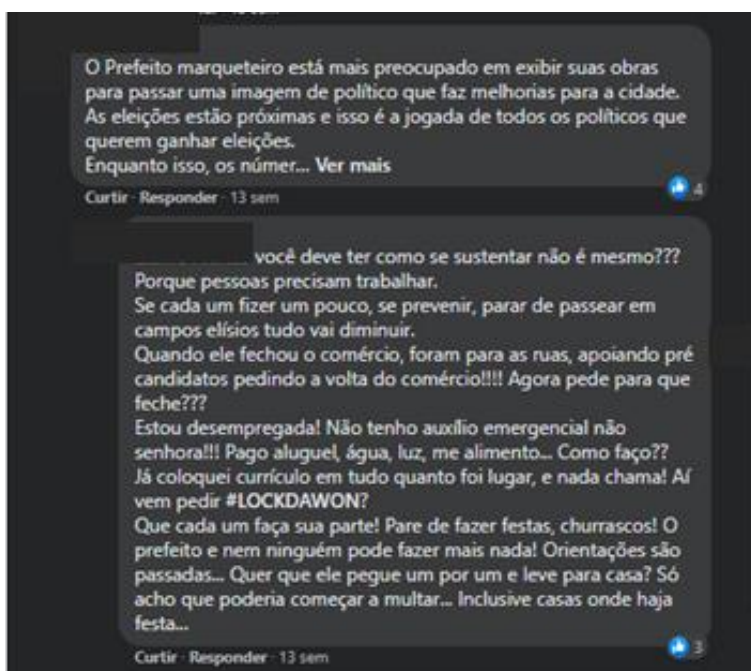 O Prefeito marqueteiro está mais preocupado em exibir suas obras
para passar uma imagem de político que faz melhorias para a cidade.
As eleições estão próximas e isso é a jogada de todos os políticos que
querem ganhar eleições.
Enquanto isso, os númer... Ver mais
4
Curtir · Responder · 13 sem
você deve ter como se sustentar não é mesmo???
Porque pessoas precisam trabalhar.
Se cada um fizer um pouco, se prevenir, parar de passear em
campos elísios tudo vai diminuir.
Quando ele fechou o comércio, foram para as ruas, apoiando pré
candidatos pedindo a volta do comércio!!!! Agora pede para que
feche???
Estou desempregada! Não tenho auxílio emergencial não
senhora!!! Pago aluguel, água, luz, me alimento... Como faço??
Já coloquei currículo em tudo quanto foi lugar, e nada chama! Aí
vem pedir #LOCKDAWON?
Que cada um faça sua parte! Pare de fazer festas, churrascos! O
prefeito e nem ninguém pode fazer mais nada! Orientações são
passadas... Quer que ele pegue um por um e leve para casa? Só
acho que poderia começar a multar... Inclusive casas onde haja
festa...
3
Curtir · Responder · 13 sem